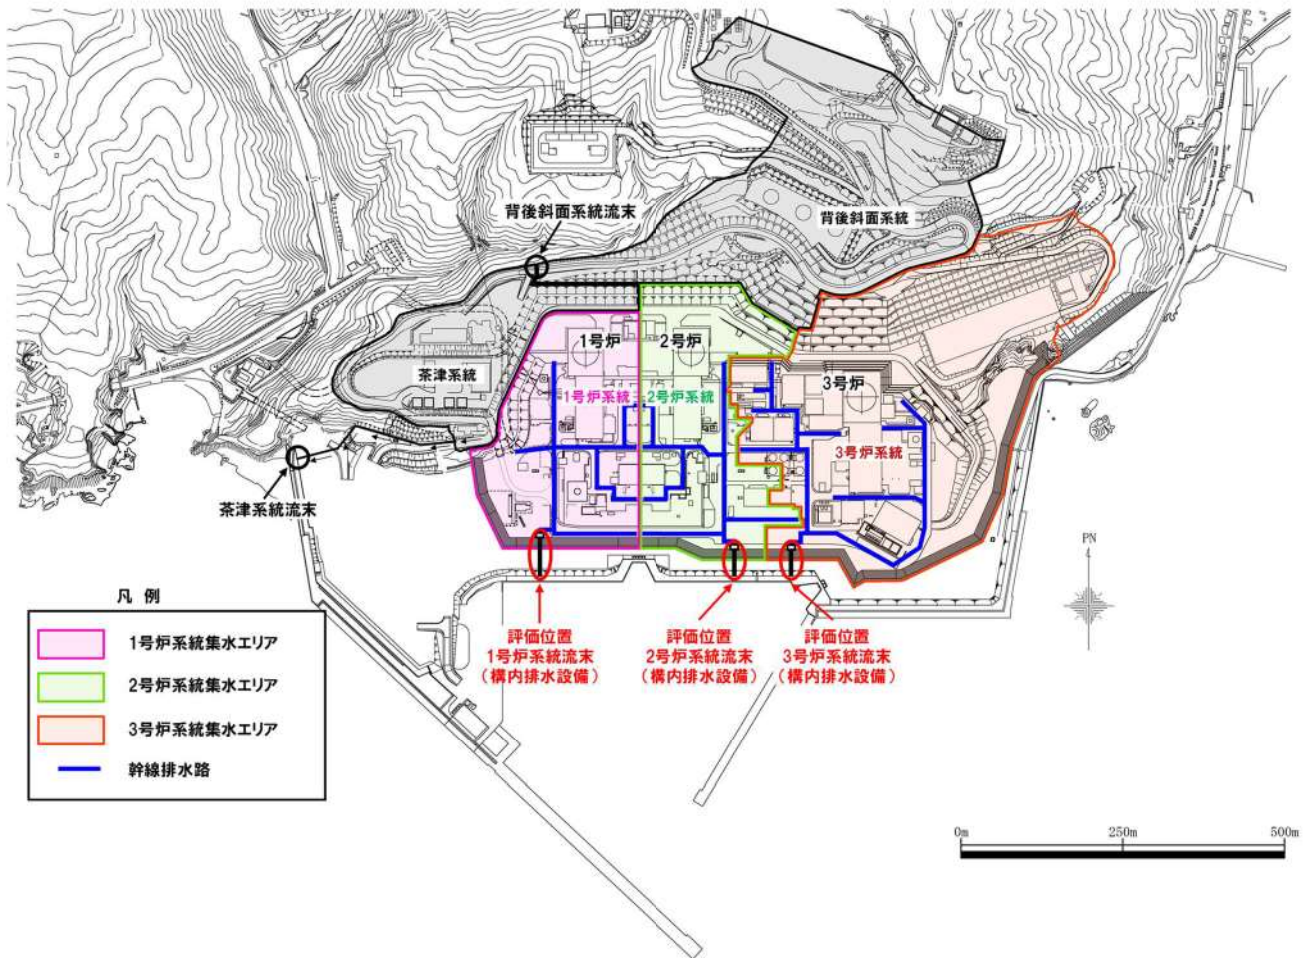 背後斜面系統流末
背後斜面系統
1号炉
2号炉
茶津系統
3号炉
1号炉系統
2号炉系統
3号炉系統
茶津系統流末
PN
凡 例
1号炉系統集水エリア
2号炉系統集水エリア
3号炉系統集水エリア
幹線排水路
評価位置
1号炉系統流末
（構内排水設備）
評価位置
2号炉系統流末
（構内排水設備）
評価位置
3号炉系統流末
（構内排水設備）
0m 250m 500m